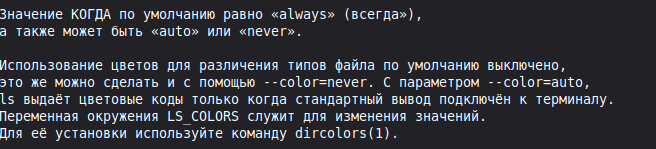 Значение КОГДА по умолчанию равно «always» (всегда»),
а также может быть «auto» или «never».
Использование цветов для различения типов файла по умолчанию выключено,
это же можно сделать и с помощью --color=never. С параметром --color=auto,
ls выдаёт цветовые коды только когда стандартный вывод подключён к терминалу.
Переменная окружения LS_COLORS служит для изменения значений.
Для её установки используйте команду dircolors(1).